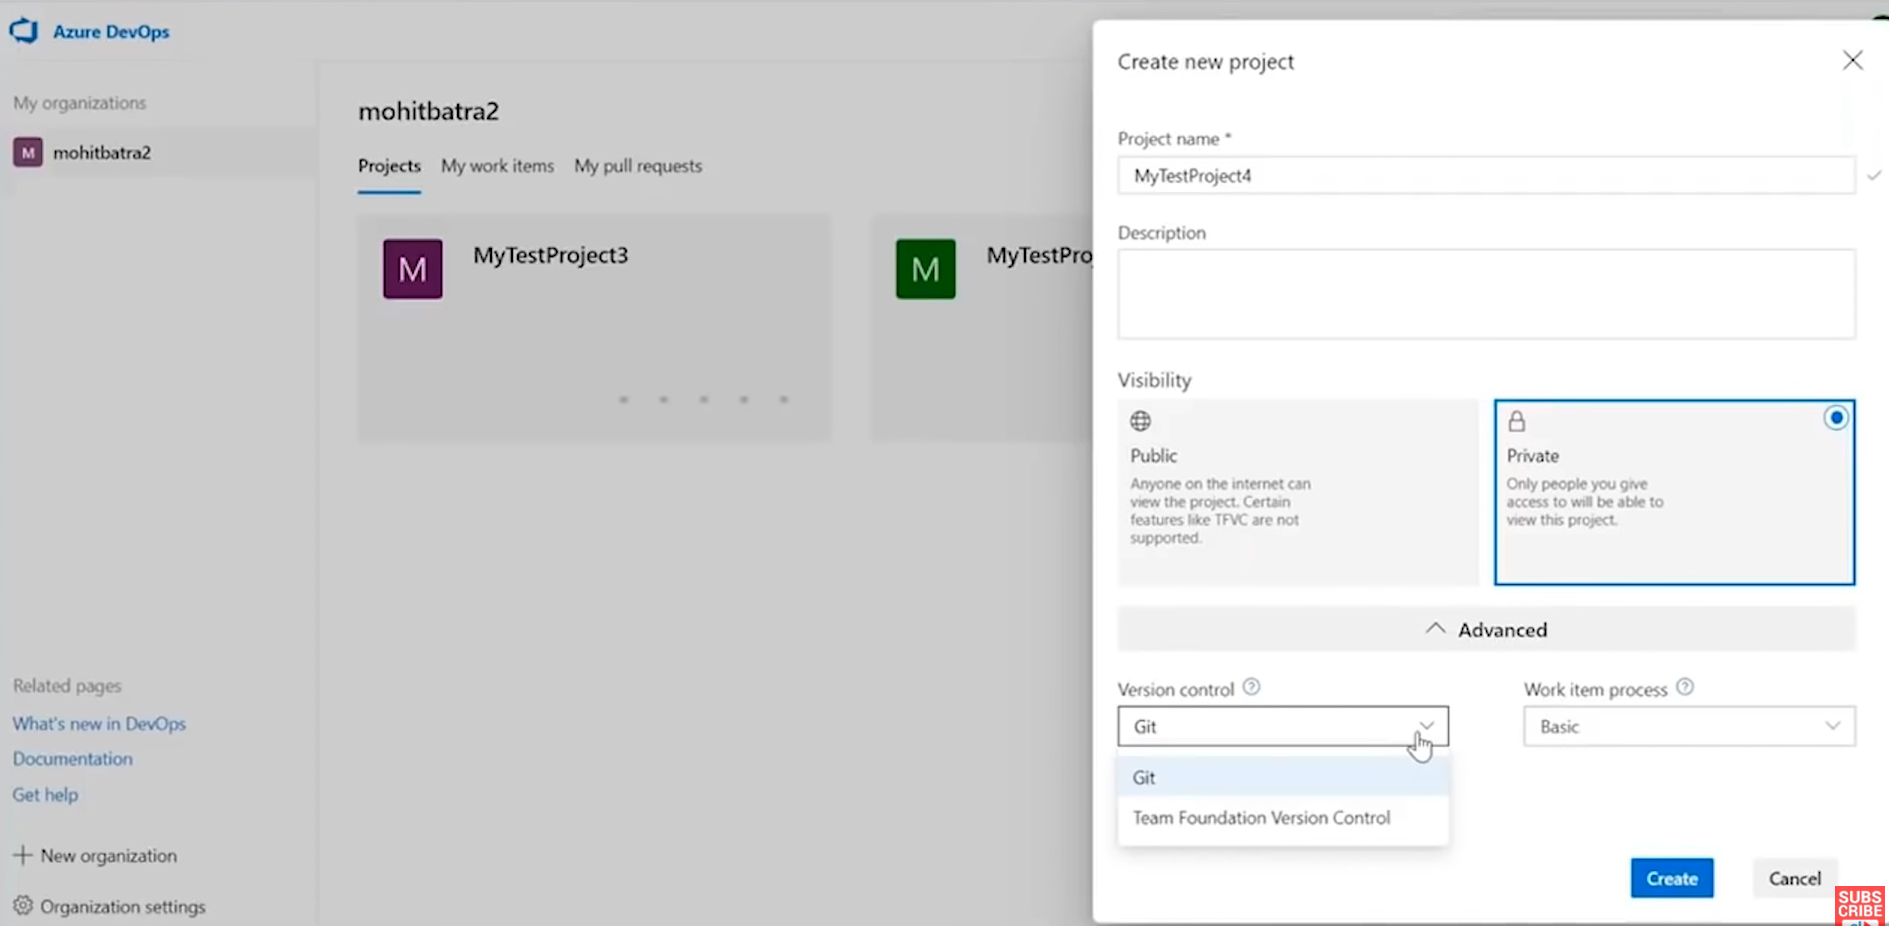 Azure DevOps
My organizations
M
mohitbatra2
Related pages
What's new in DevOps
Documentation
Get help
New organization
Organization settings
mohitbatra2
Projects
My work items
My pull requests
M
MyTestProject3
M
MyTestPro
Create new project
Project name *
MyTestProject4
Description
Visibility
Public
Anyone on the internet can
view the project. Certain
features like TFVC are not
supported.
Private
Only people you give
access to will be able to
view this project.
Advanced
Version control
Git
Git
Team Foundation Version Control
Work item process
Basic
Create
Cancel
SUBS
CRIBE